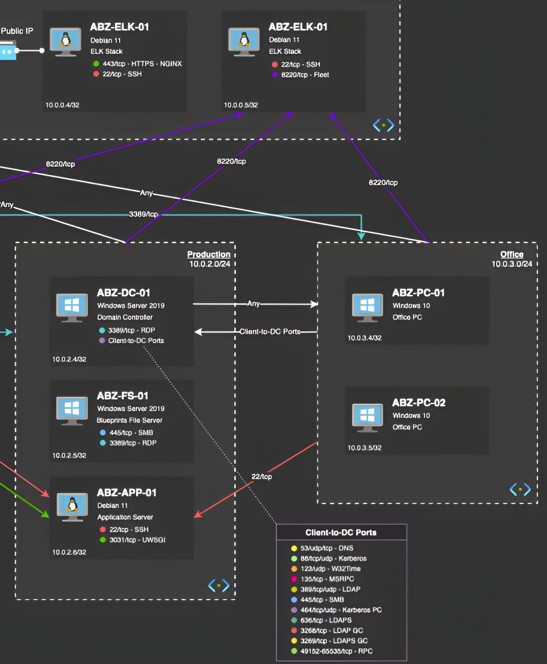 Public IP
ABZ-ELK-01
Debian 11
ELK Stack
443/tcp - HTTPS - NGINX
22/tcp - SSH
10.0.0.4/32
ABZ-ELK-01
Debian 11
ELK Stack
22/tcp - SSH
8220/tcp - Fleet
10.0.0.5/32
8220/tcp
8220/tcp
8220/tcp
Any
Any
3389/tcp
Production
10.0.2.0/24
ABZ-DC-01
Windows Server 2019
Domain Controller
3389/tcp - RDP
Client-to-DC Ports
10.0.2.4/32
ABZ-FS-01
Windows Server 2019
Blueprints File Server
445/tcp - SMB
3389/tcp - RDP
10.0.2.5/32
ABZ-APP-01
Debian 11
Application Server
22/tcp - SSH
3031/tcp - UWSGI
10.0.2.6/32
Any
Client-to-DC Ports
22/tcp
Office
10.0.3.0/24
ABZ-PC-01
Windows 10
Office PC
10.0.3.4/32
ABZ-PC-02
Windows 10
Office PC
10.0.3.5/32
Client-to-DC Ports
53/udp/tcp - DNS
88/tcp/udp - Kerberos
123/udp - W32Time
135/tcp - MSRPC
389/tcp/udp - LDAP
445/tcp - SMB
464/tcp/udp - Kerberos PC
636/tcp - LDAPS
3268/tcp - LDAP GC
3269/tcp - LDAPS GC
49152-65535/tcp - RPC